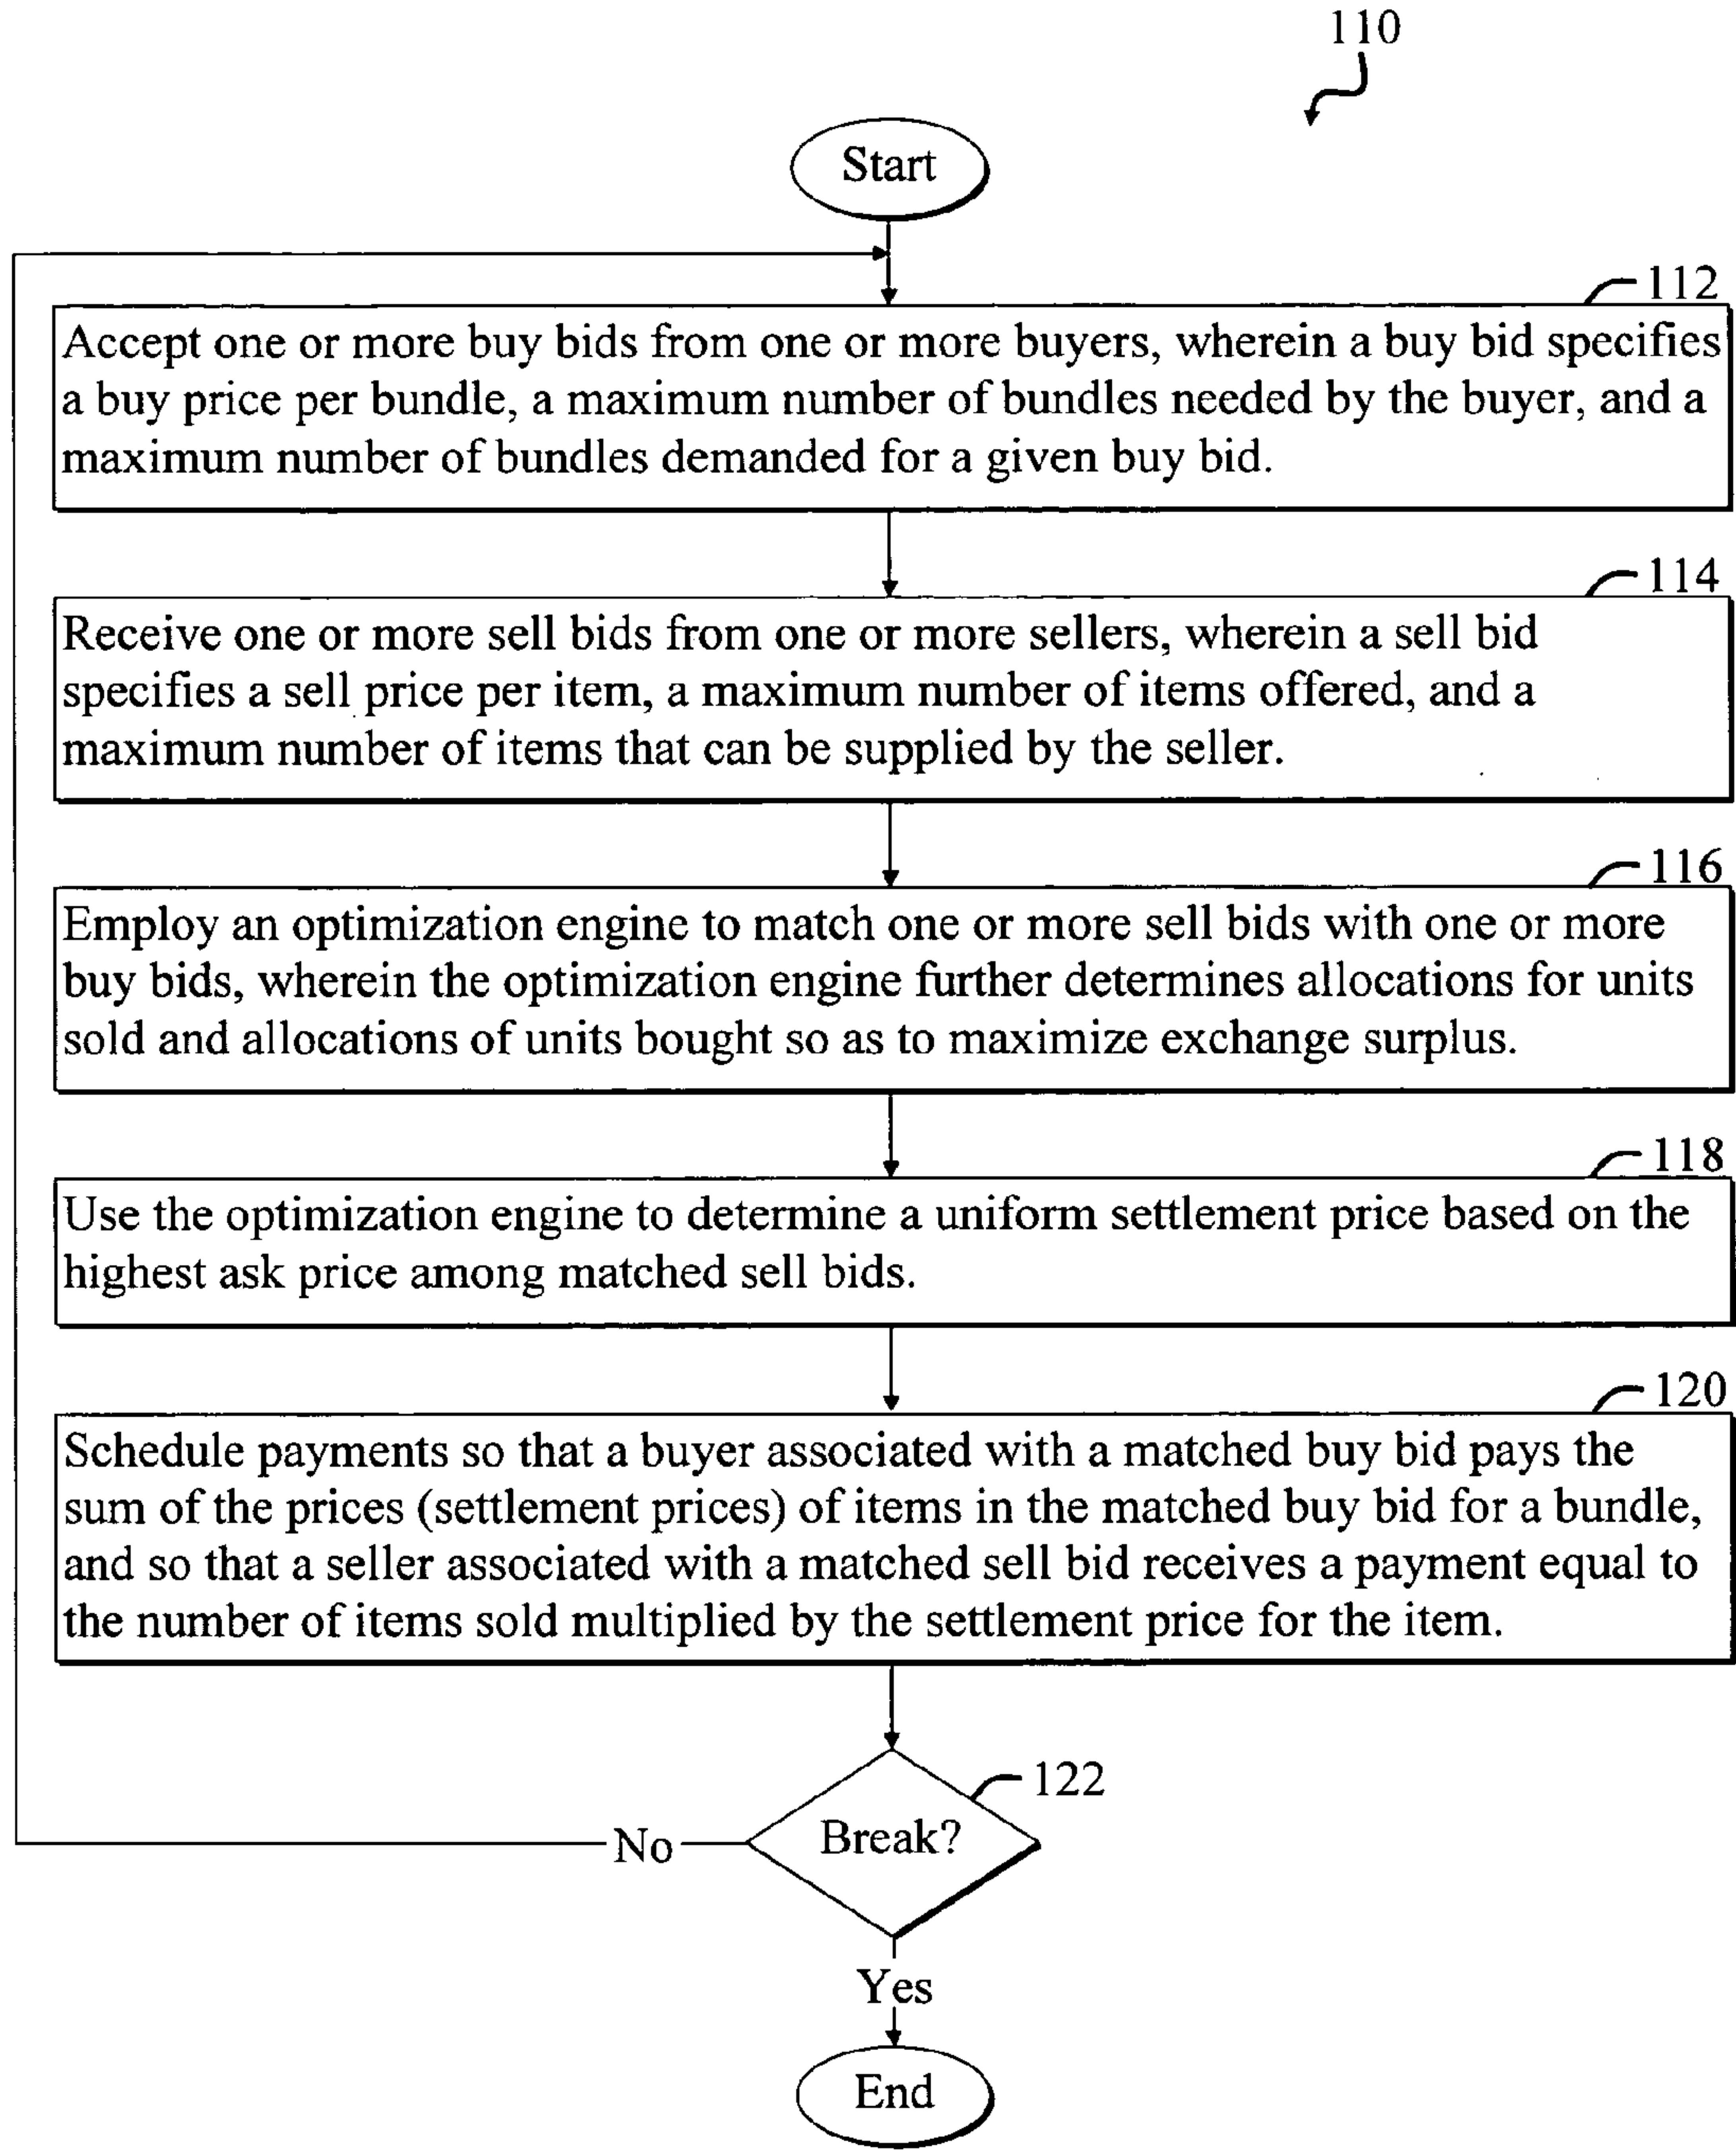 110
Start
112
Accept one or more buy bids from one or more buyers, wherein a buy bid specifies
a buy price per bundle, a maximum number of bundles needed by the buyer, and a
maximum number of bundles demanded for a given buy bid.
114
Receive one or more sell bids from one or more sellers, wherein a sell bid
specifies a sell price per item, a maximum number of items offered, and a
maximum number of items that can be supplied by the seller.
116
Employ an optimization engine to match one or more sell bids with one or more
buy bids, wherein the optimization engine further determines allocations for units
sold and allocations of units bought so as to maximize exchange surplus.
118
Use the optimization engine to determine a uniform settlement price based on the
highest ask price among matched sell bids.
120
Schedule payments so that a buyer associated with a matched buy bid pays the
sum of the prices (settlement prices) of items in the matched buy bid for a bundle,
and so that a seller associated with a matched sell bid receives a payment equal to
the number of items sold multiplied by the settlement price for the item.
122
Break?
No
Yes
End